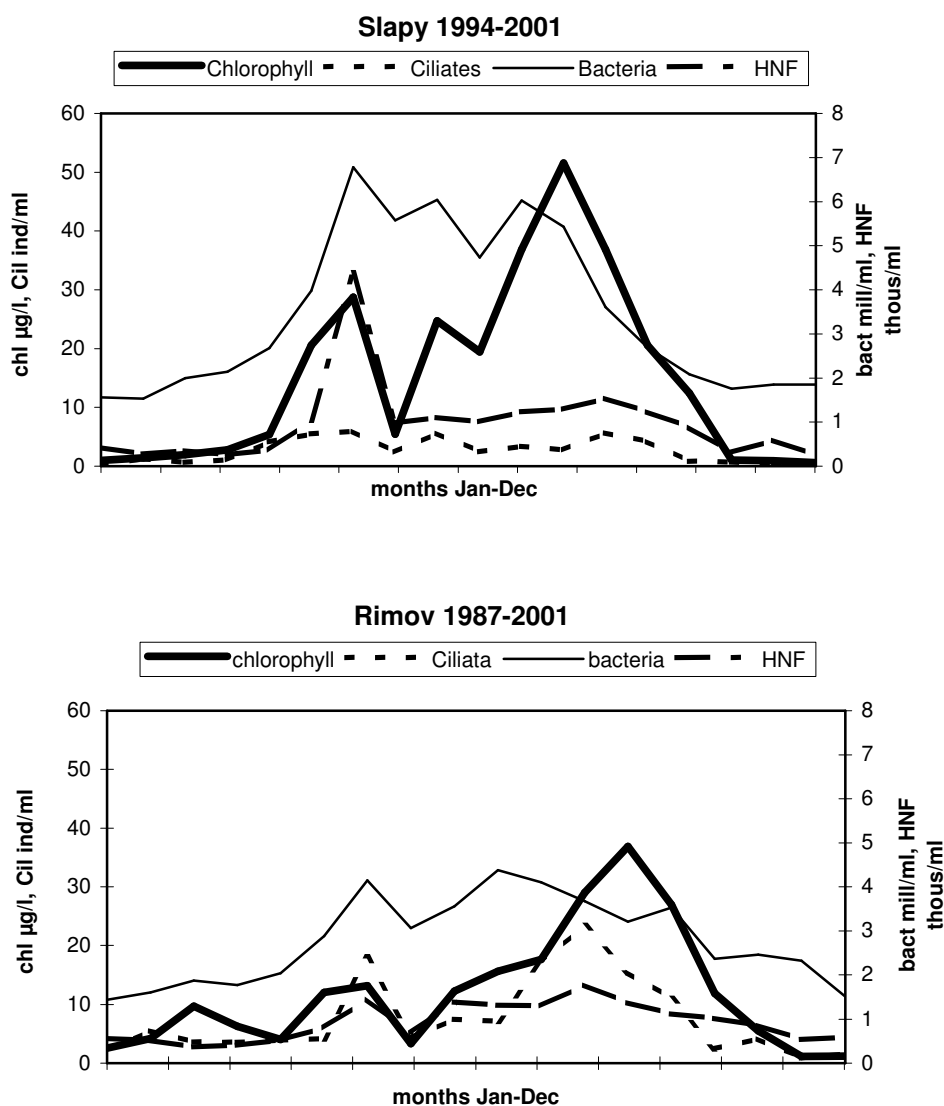 Slapy 1994-2001
Chlorophyll Ciliates Bacteria HNF
60
50
40
30
20
10
0
chl µg/l, Cil ind/ml
8
7
6
5
4
3
2
1
0
bact mill/ml, HNF
thous/ml
months Jan-Dec
Rimov 1987-2001
chlorophyll Ciliata bacteria HNF
60
50
40
30
20
10
0
chl µg/l, Cil ind/ml
8
7
6
5
4
3
2
1
0
bact mill/ml, HNF
thous/ml
months Jan-Dec